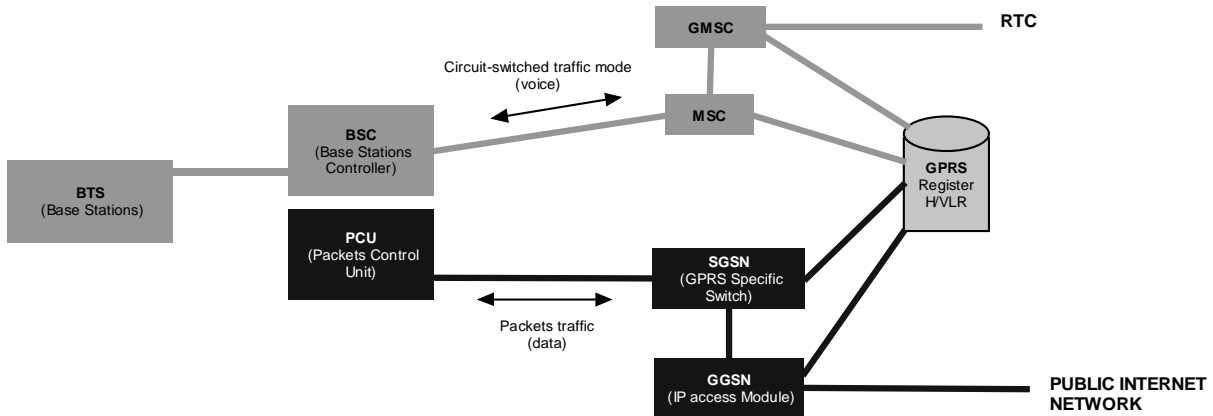 GMSC
RTC
Circuit-switched traffic mode
(voice)
MSC
BSC
(Base Stations
Controller)
BTS
(Base Stations)
GPRS
Register
H/VLR
PCU
(Packets Control
Unit)
SGSN
(GPRS Specific
Switch)
Packets traffic
(data)
GGSN
(IP access Module)
PUBLIC INTERNET
NETWORK